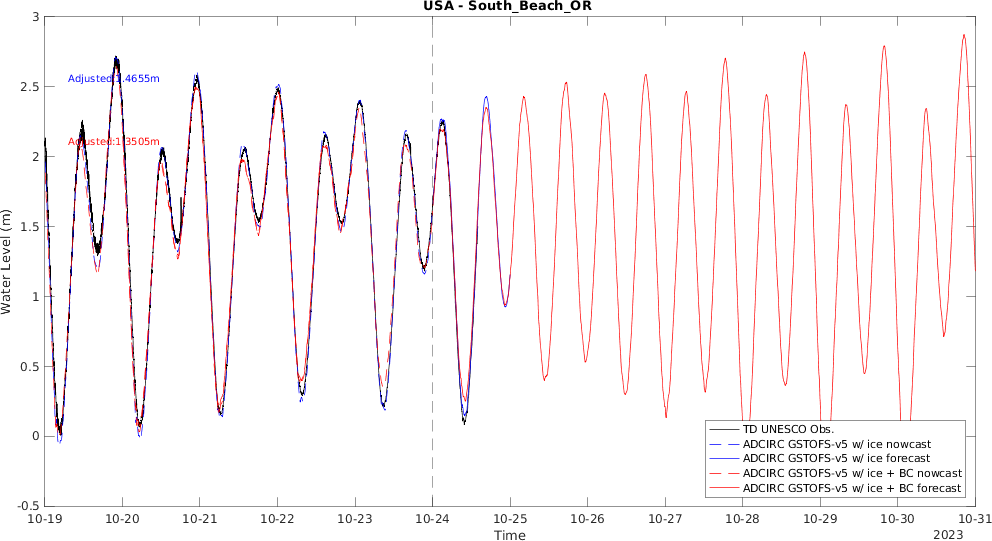 USA - South_Beach_OR
3
2.5
2
1.5
1
0.5
0
-0.5
Water Level (m)
Adjusted:1.4655m
Adjusted:1.3505m
TD UNESCO Obs.
ADCIRC GSTOFS-v5 w/ ice nowcast
ADCIRC GSTOFS-v5 w/ ice forecast
ADCIRC GSTOFS-v5 w/ ice + BC nowcast
ADCIRC GSTOFS-v5 w/ ice + BC forecast
10-19 10-20 10-21 10-22 10-23 10-24 10-25 10-26 10-27 10-28 10-29 10-30 10-31
Time
2023